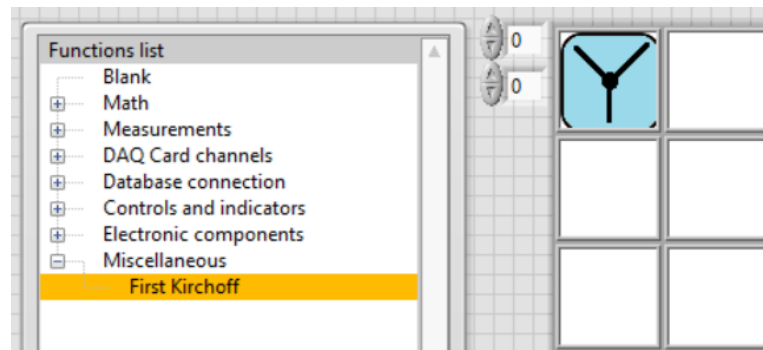 Functions list
Blank
Math
Measurements
DAQ Card channels
Database connection
Controls and indicators
Electronic components
Miscellaneous
First Kirchoff
0
0